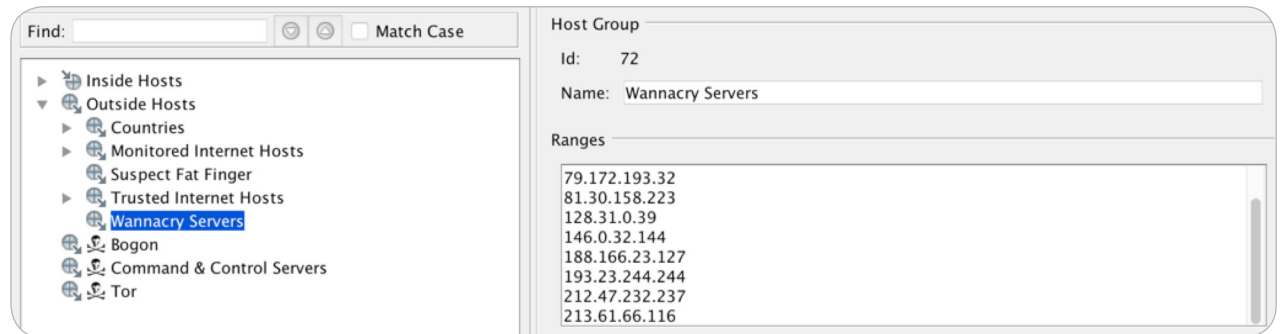 Find:
Match Case
Inside Hosts
Outside Hosts
Countries
Monitored Internet Hosts
Suspect Fat Finger
Trusted Internet Hosts
Wannacry Servers
Bogon
Command & Control Servers
Tor
Host Group
Id: 72
Name: Wannacry Servers
Ranges
79.172.193.32
81.30.158.223
128.31.0.39
146.0.32.144
188.166.23.127
193.23.244.244
212.47.232.237
213.61.66.116